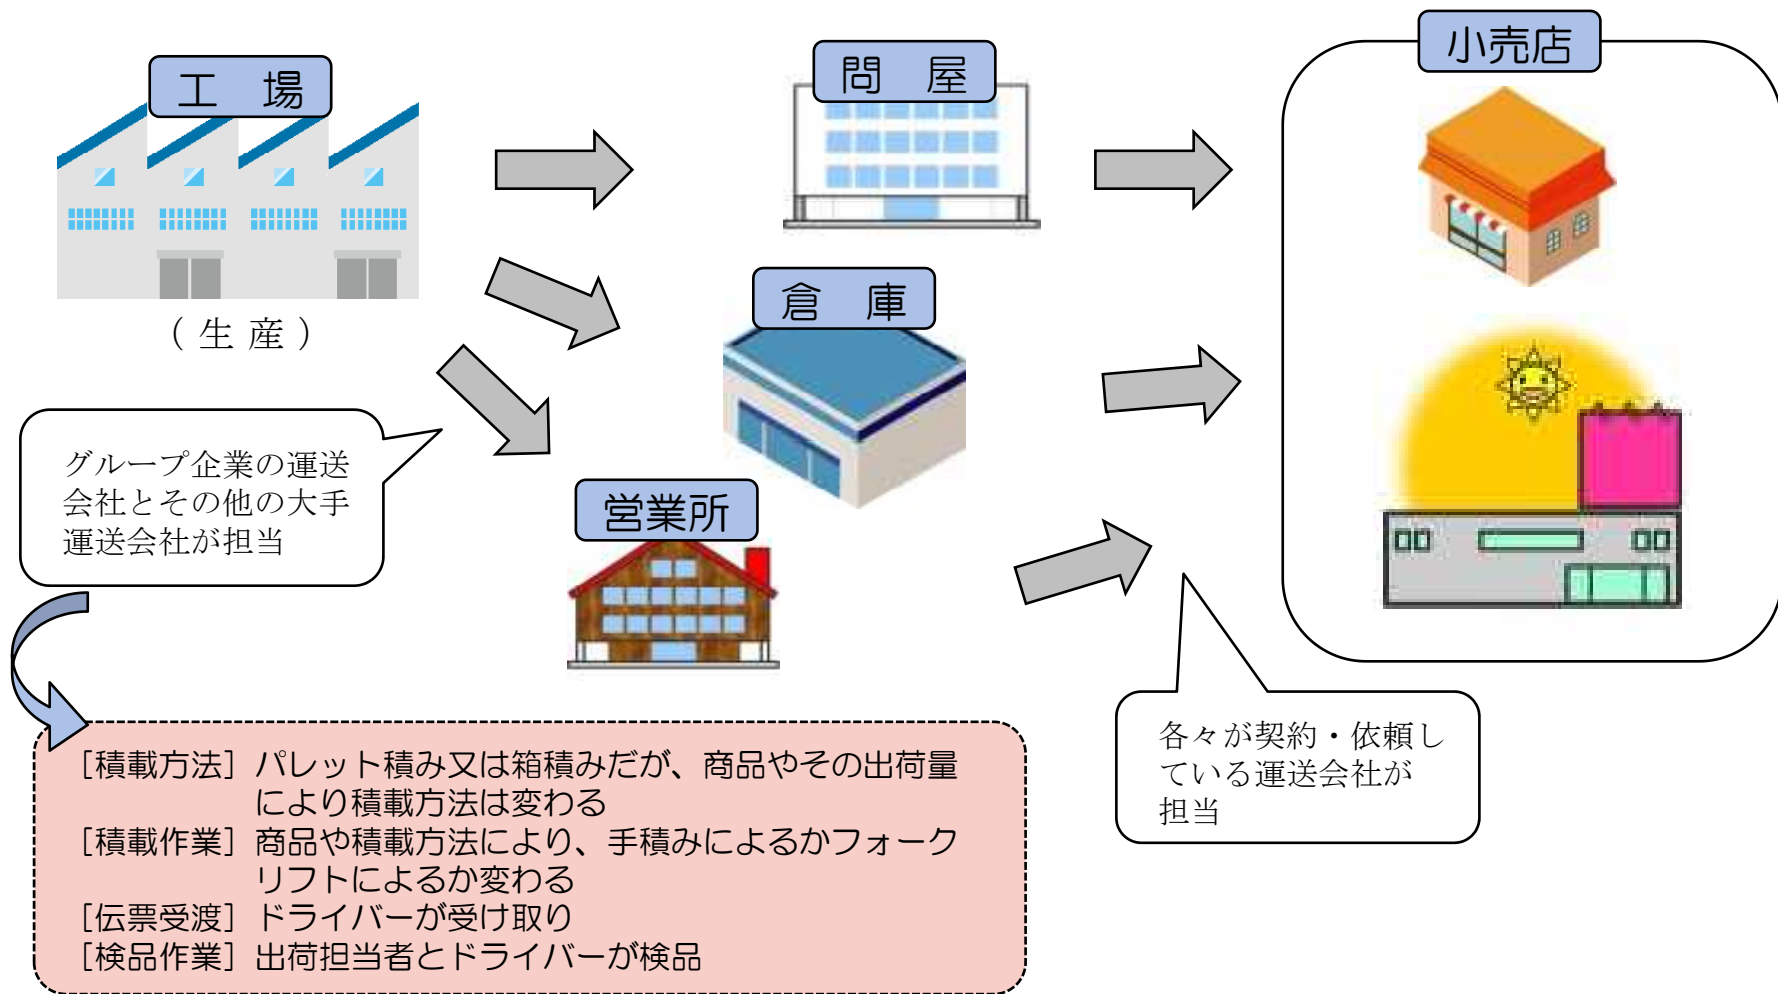 工　場
問　屋
小売店
（生産）
倉　庫
営業所
グループ企業の運送
会社とその他の大手
運送会社が担当
各々が契約・依頼し
ている運送会社が
担当
［積載方法］パレット積み又は箱積みだが、商品やその出荷量
により積載方法は変わる
［積載作業］商品や積載方法により、手積みによるかフォーク
リフトによるか変わる
［伝票受渡］ドライバーが受け取り
［検品作業］出荷担当者とドライバーが検品